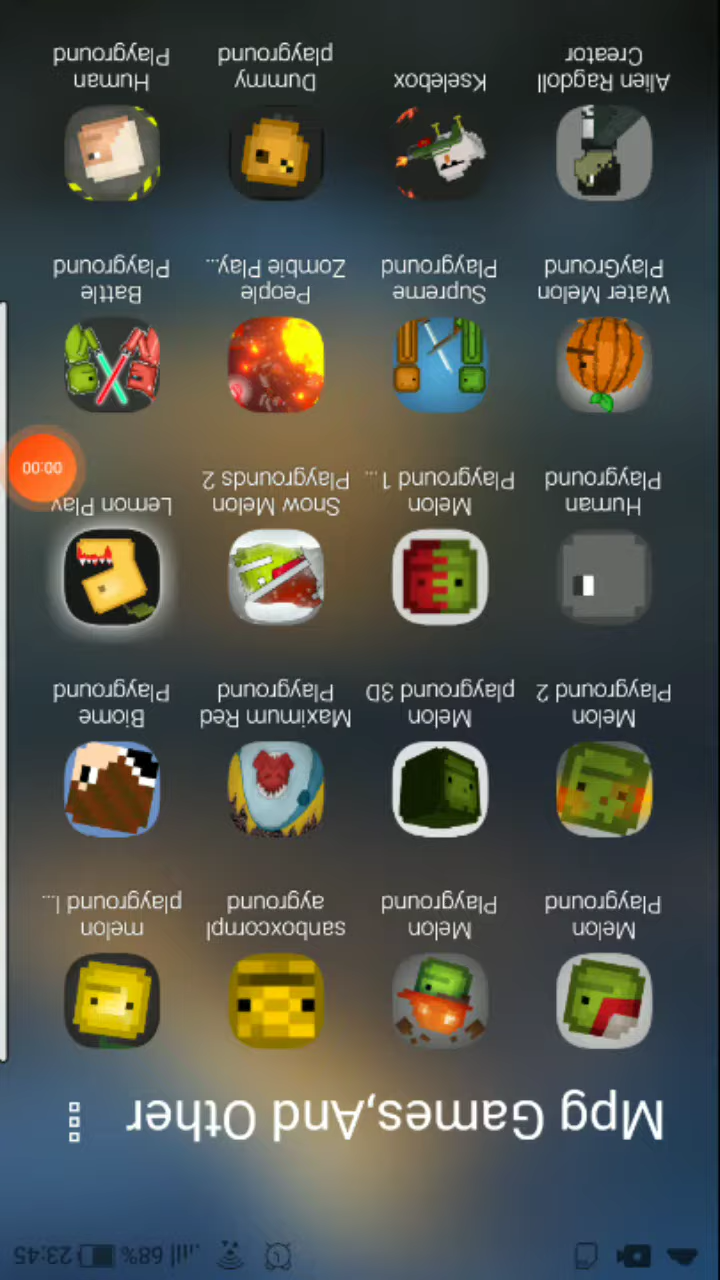 68% 23:45
Mpg Games,And Other
Melon
Playground
Melon
Playground
sanboxcompl
ayground
melon
playground l...
Melon
Playground 2
Melon
playground 3D
Maximum Red
Playground
Biome
Playground
Human
Playground
Melon
Playground 1...
Snow Melon
Playgrounds 2
Lemon Play
00:00
Water Melon
PlayGround
Supreme
Playground
People
Zombie Play...
Battle
Playground
Alien Ragdoll
Creator
Kselebox
Dummy
playground
Human
Playground